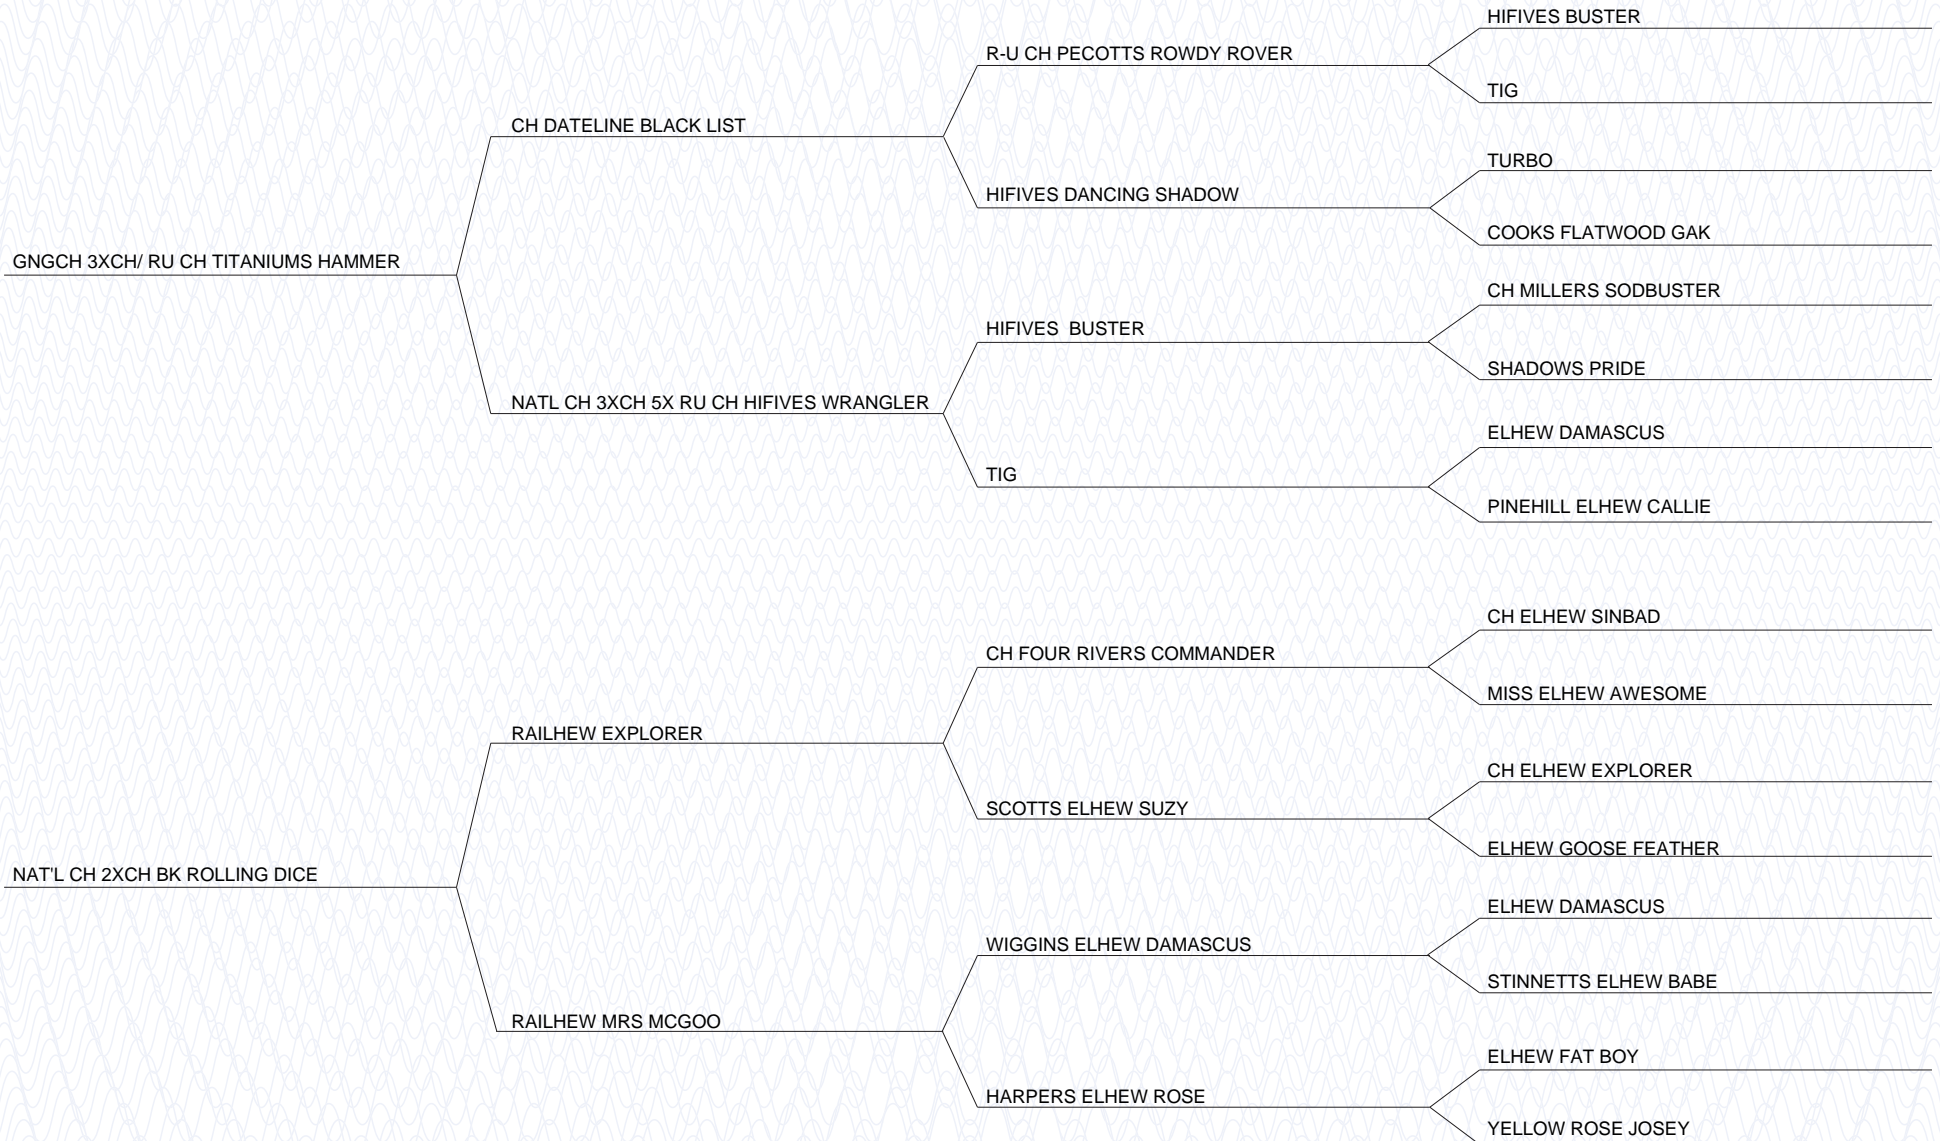 HIFIVES BUSTER
R-U CH PECOTTS ROWDY ROVER
TIG
CH DATELINE BLACK LIST
TURBO
HIFIVES DANCING SHADOW
COOKS FLATWOOD GAK
GNGCH 3XCH/ RU CH TITANIUMS HAMMER
CH MILLERS SODBUSTER
HIFIVES  BUSTER
SHADOWS PRIDE
NATL CH 3XCH 5X RU CH HIFIVES WRANGLER
ELHEW DAMASCUS
TIG
PINEHILL ELHEW CALLIE
CH ELHEW SINBAD
CH FOUR RIVERS COMMANDER
MISS ELHEW AWESOME
RAILHEW EXPLORER
CH ELHEW EXPLORER
SCOTTS ELHEW SUZY
ELHEW GOOSE FEATHER
NAT'L CH 2XCH BK ROLLING DICE
ELHEW DAMASCUS
WIGGINS ELHEW DAMASCUS
STINNETTS ELHEW BABE
RAILHEW MRS MCGOO
ELHEW FAT BOY
HARPERS ELHEW ROSE
YELLOW ROSE JOSEY